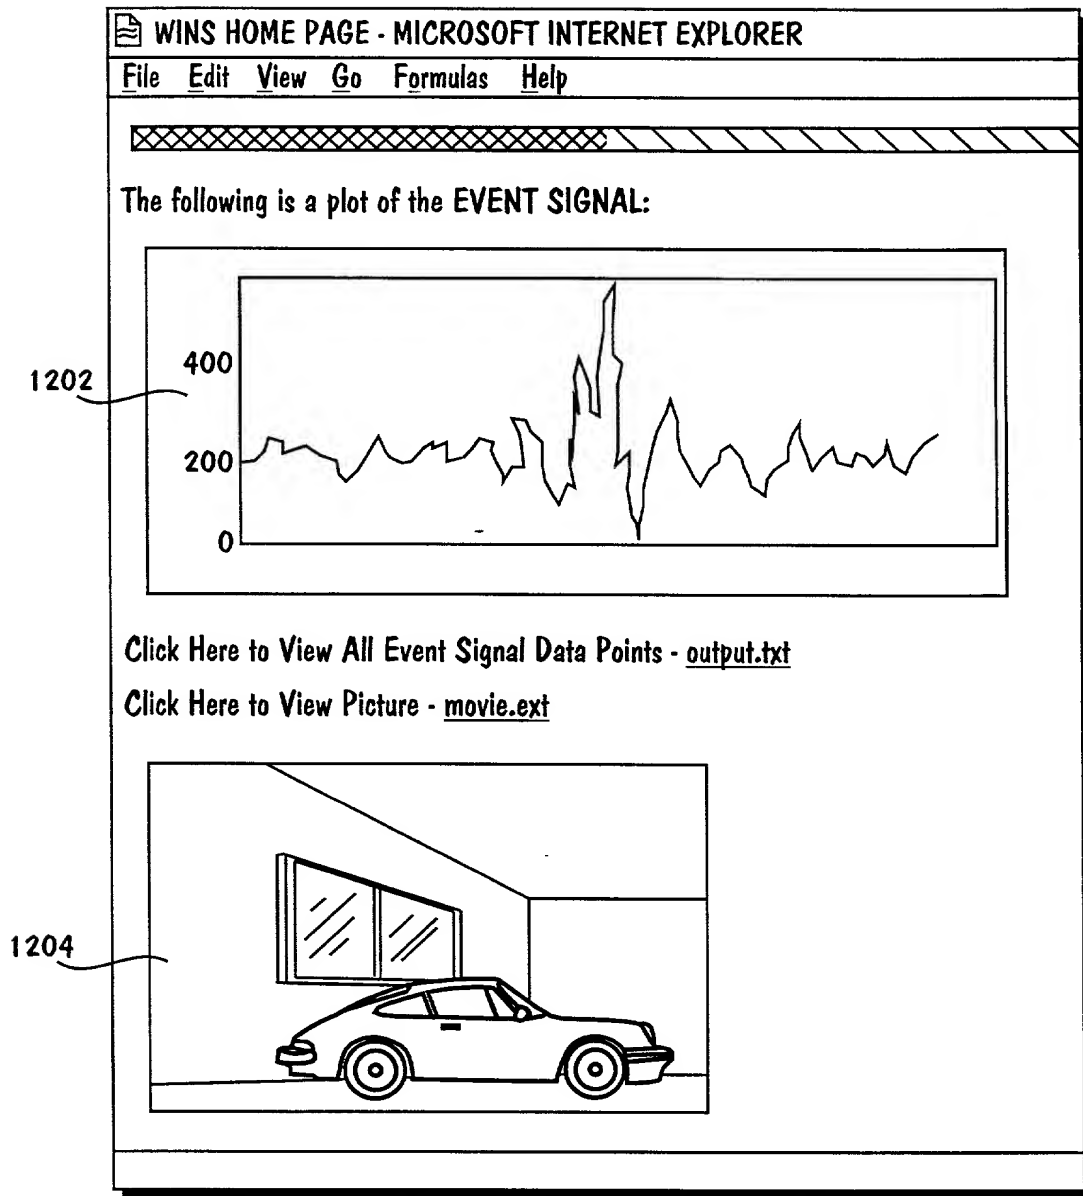 WINS HOME PAGE - MICROSOFT INTERNET EXPLORER
File Edit View Go Formulas Help
The following is a plot of the EVENT SIGNAL:
400
1202
200
0
Click Here to View All Event Signal Data Points - output.txt
Click Here to View Picture - movie.ext
1204